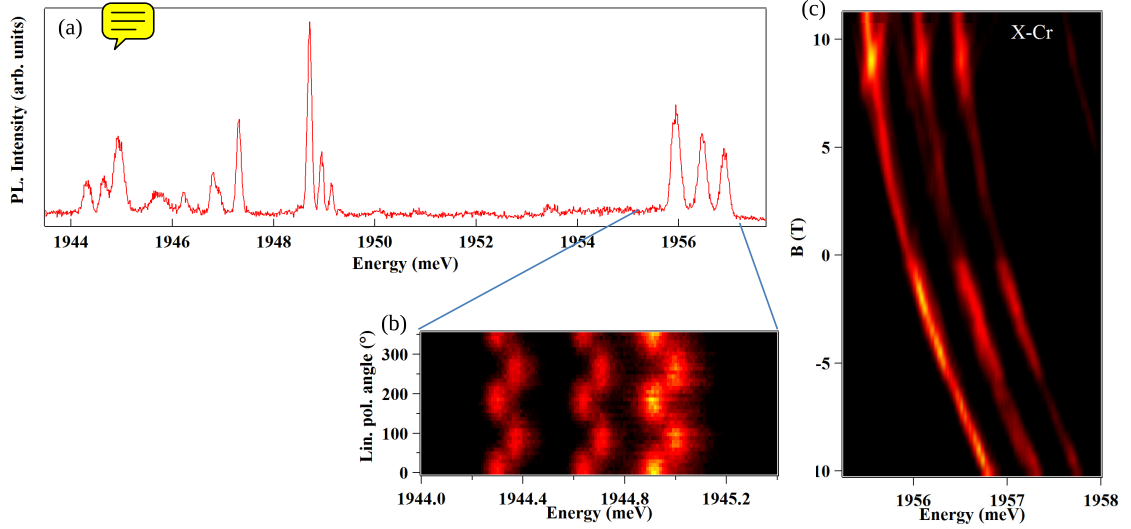 (a)
PL. Intensity (arb. units)
1944 1946 1948 1950 1952 1954 1956
Energy (meV)
(b)
Lin. pol. angle (°)
300
200
100
0
1944.0 1944.4 1944.8 1945.2
Energy (meV)
(c)
X-Cr
B (T)
10
5
0
-5
10
1956 1957 1958
Energy (meV)